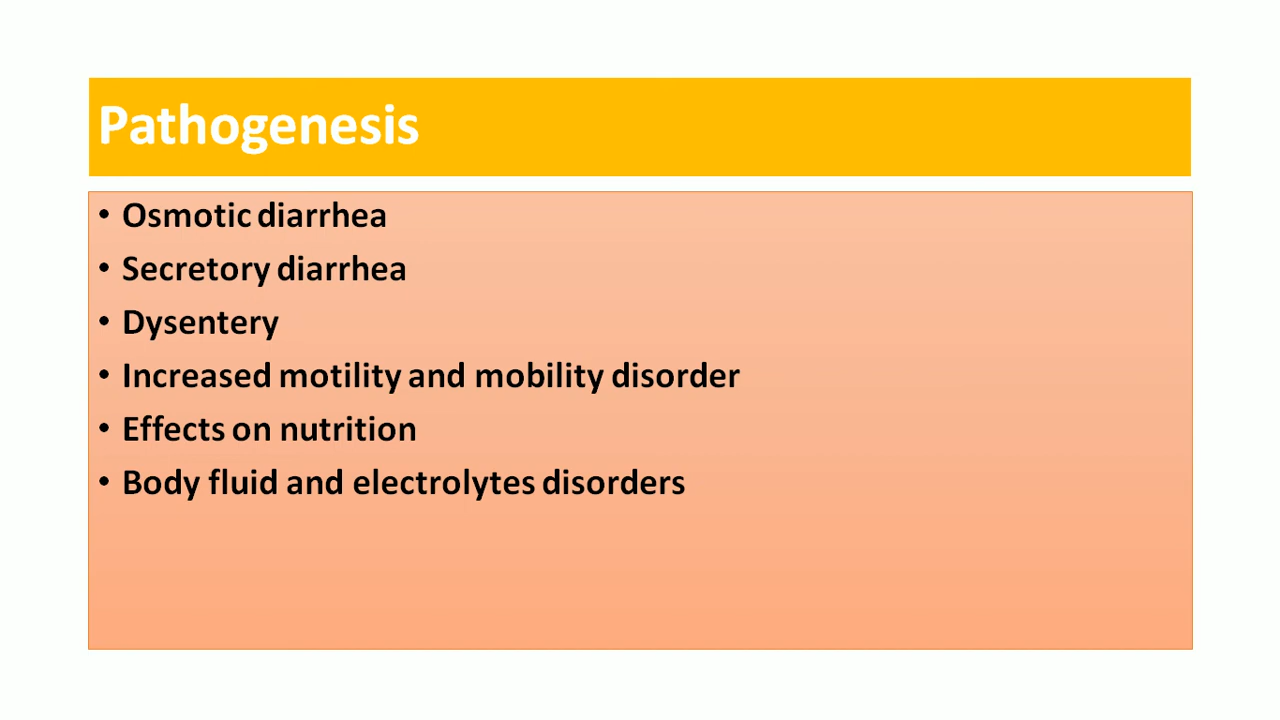 Pathogenesis
• Osmotic diarrhea
• Secretory diarrhea
• Dysentery
• Increased motility and mobility disorder
• Effects on nutrition
• Body fluid and electrolytes disorders